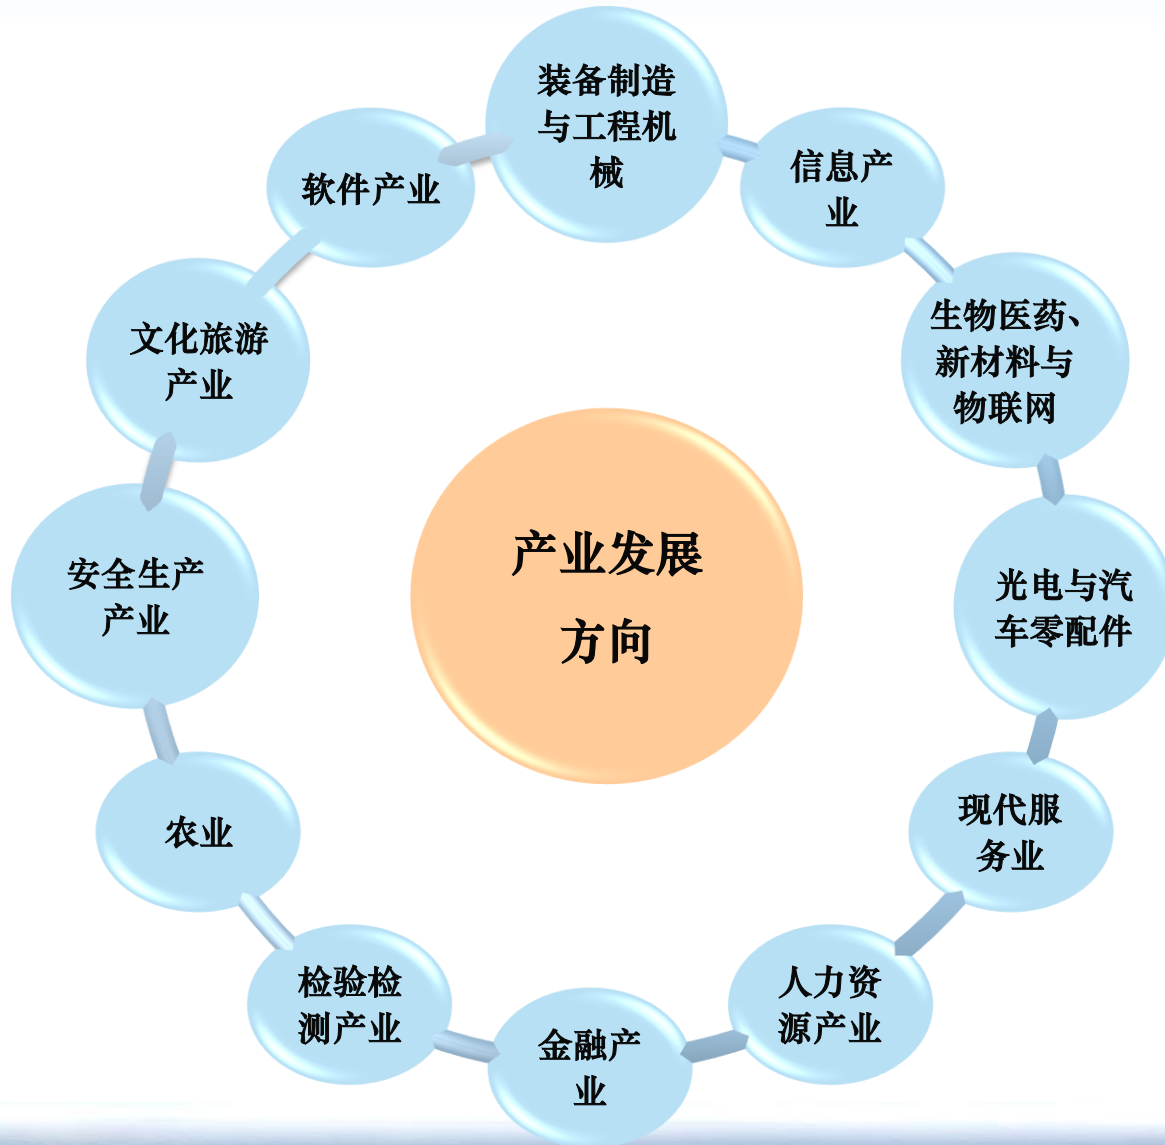 装备制造
与工程机
械
信息产
业
生物医药、
新材料与
物联网
光电与汽
车零配件
现代服
务业
人力资
源产业
金融产
业
检验检
测产业
农业
安全生产
产业
文化旅游
产业
软件产业
产业发展
方向